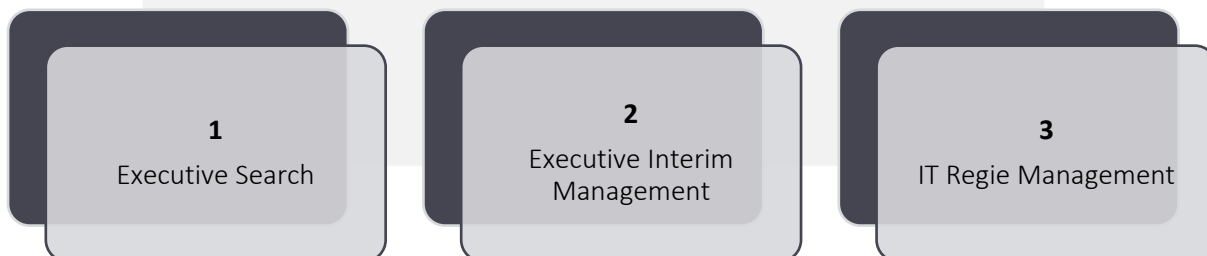 1
Executive Search
2
Executive Interim
Management
3
IT Regie Management